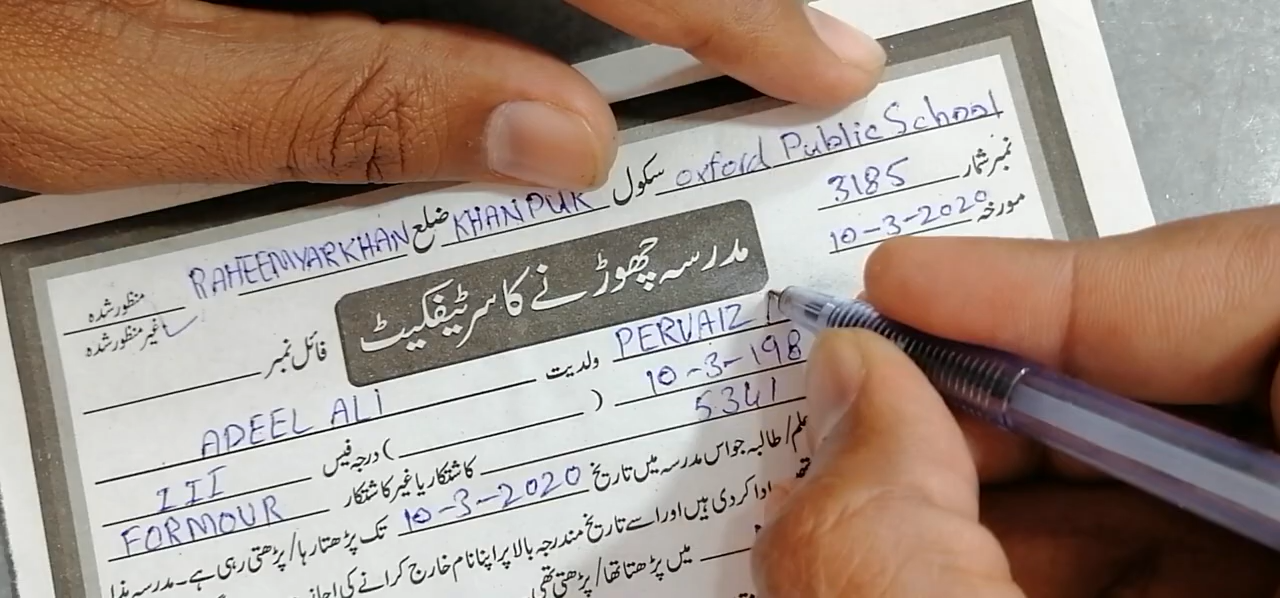 نمبر شمار 3185 سکول oxford Public School ضلع KHANPUR RAHEEMYARKHAN منظور شدہ
غیر منظور شدہ
مورخہ 10-3-2020
مدرسہ چھوڑنے کا سرٹیفکیٹ
فائل نمبر
PERVAIZ ولدیت ADEEL ALI
10-3-198 ( ) درجہ فیس III
5341 کاشتکار یا غیر کاشتکار FORMOUR
علم / طالبہ جو اس مدرسہ میں تاریخ 10-3-2020 تک پڑھتا رہا / پڑھتی رہی ہے۔ مدرسہ ہذا
ادا کر دی ہیں اور اسے تاریخ مندرجہ بالا پر اپنا نام خارج کرانے کی
میں پڑھتا تھا / پڑھتی تھی